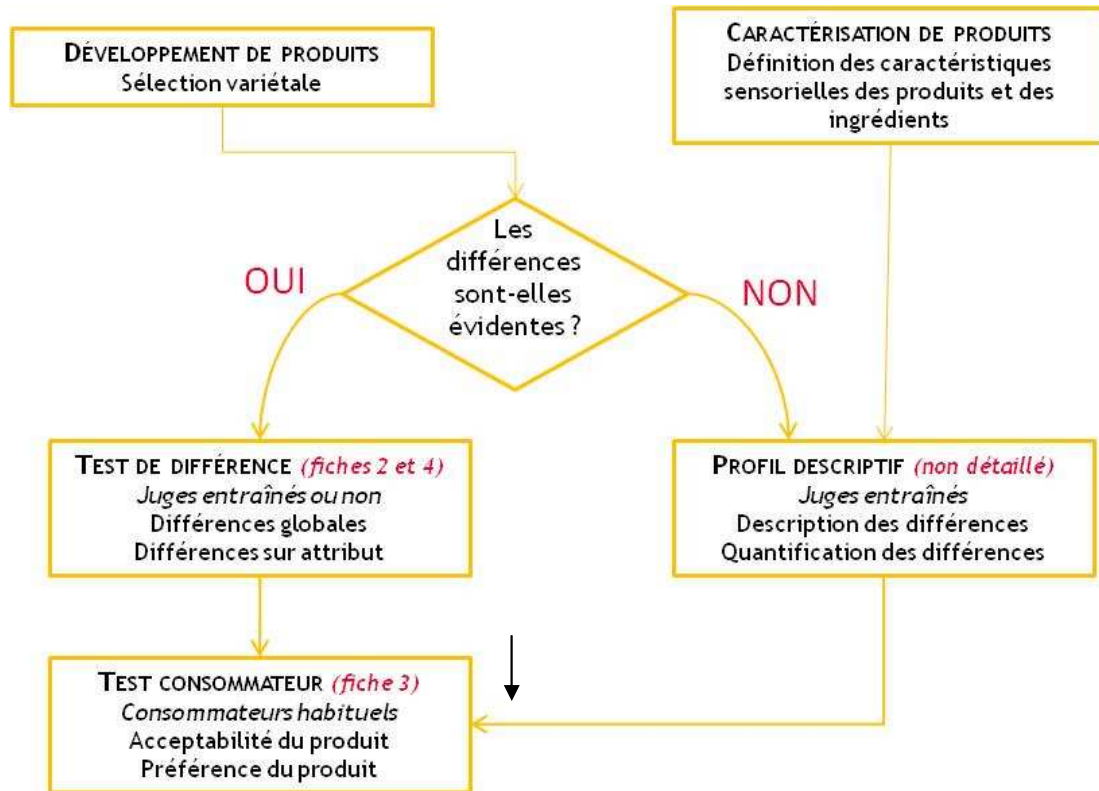 DÉVELOPPEMENT DE PRODUITS
Sélection variétale
CARACTÉRISATION DE PRODUITS
Définition des caractéristiques
sensorielles des produits et des
ingrédients
Les
différences
sont-elles
évidentes ?
OUI
NON
TEST DE DIFFÉRENCE (fiches 2 et 4)
Juges entraînés ou non
Différences globales
Différences sur attribut
PROFIL DESCRIPTIF (non détaillé)
Juges entraînés
Description des différences
Quantification des différences
TEST CONSOMMATEUR (fiche 3)
Consommateurs habituels
Acceptabilité du produit
Préférence du produit